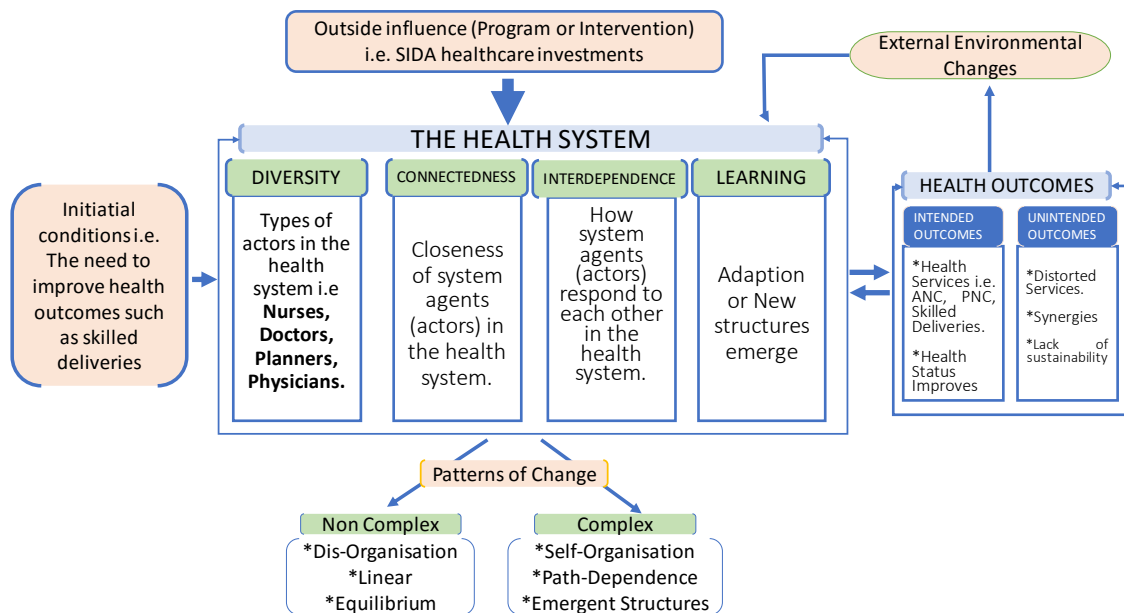 Outside influence (Program or Intervention)
i.e. SIDA healthcare investments
External Environmental
Changes
THE HEALTH SYSTEM
Initiatial
conditions i.e.
The need to
improve health
outcomes such
as skilled
deliveries
DIVERSITY
Types of
actors in the
health
system i.e
Nurses,
Doctors,
Planners,
Physicians.
CONNECTEDNESS
Closeness of
system
agents
(actors) in
the health
system.
INTERDEPENDENCE
How
system
agents
(actors)
respond to
each other
in the
health
system.
LEARNING
Adaption
or New
structures
emerge
HEALTH OUTCOMES
INTENDED
OUTCOMES
*Health
Services i.e.
ANC, PNC,
Skilled
Deliveries.
*Health
Status
Improves
UNINTENDED
OUTCOMES
*Distorted
Services.
*Synergies
*Lack of
sustainability
Patterns of Change
Non Complex
*Dis-Organisation
*Linear
*Equilibrium
Complex
*Self-Organisation
*Path-Dependence
*Emergent Structures